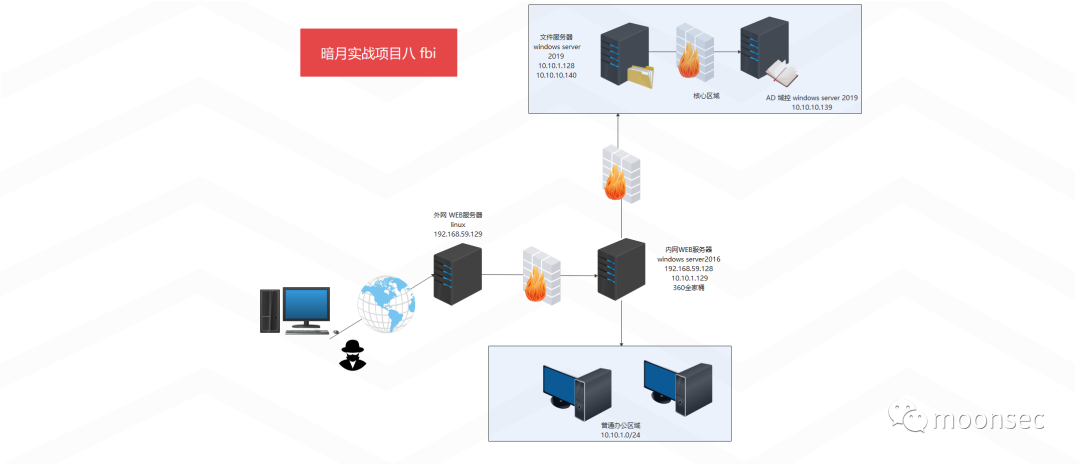 暗月实战项目八 fbi
文件服务器
windows server
2019
10.10.1.128
10.10.10.140
核心区域
AD 域控 windows server 2019
10.10.10.139
外网 WEB服务器
linux
192.168.59.129
内网WEB服务器
windows server2016
192.168.59.128
10.10.1.129
360全家桶
普通办公区域
10.10.1.0/24
moonsec